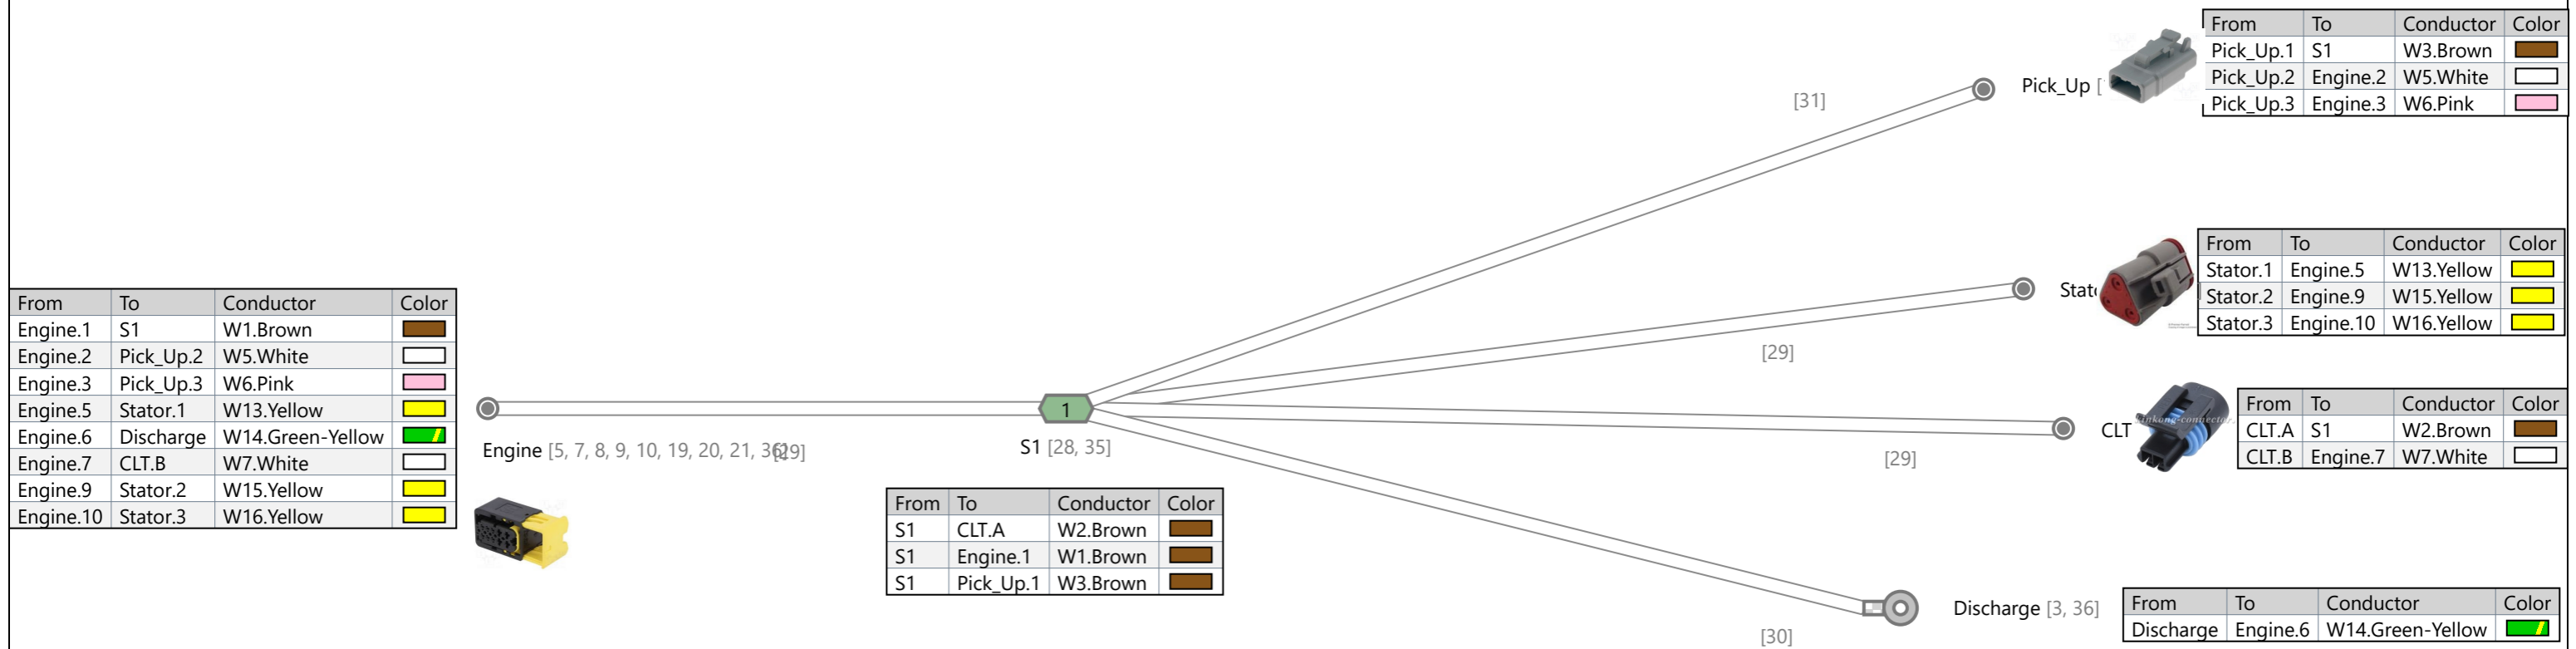 From To Conductor Color
Pick_Up.1 S1 W3.Brown
Pick_Up.2 Engine.2 W5.White
Pick_Up.3 Engine.3 W6.Pink
Pick_Up [
[31]
From To Conductor Color
Stator.1 Engine.5 W13.Yellow
Stator.2 Engine.9 W15.Yellow
Stator.3 Engine.10 W16.Yellow
[29]
From To Conductor Color
Engine.1 S1 W1.Brown
Engine.2 Pick_Up.2 W5.White
Engine.3 Pick_Up.3 W6.Pink
Engine.5 Stator.1 W13.Yellow
Engine.6 Discharge W14.Green-Yellow
Engine.7 CLT.B W7.White
Engine.9 Stator.2 W15.Yellow
Engine.10 Stator.3 W16.Yellow
Engine [5, 7, 8, 9, 10, 19, 20, 21, 36]
[29]
1
S1 [28, 35]
From To Conductor Color
S1 CLT.A W2.Brown
S1 Engine.1 W1.Brown
S1 Pick_Up.1 W3.Brown
CLT
From To Conductor Color
CLT.A S1 W2.Brown
CLT.B Engine.7 W7.White
[29]
Discharge [3, 36]
From To Conductor Color
Discharge Engine.6 W14.Green-Yellow
[30]